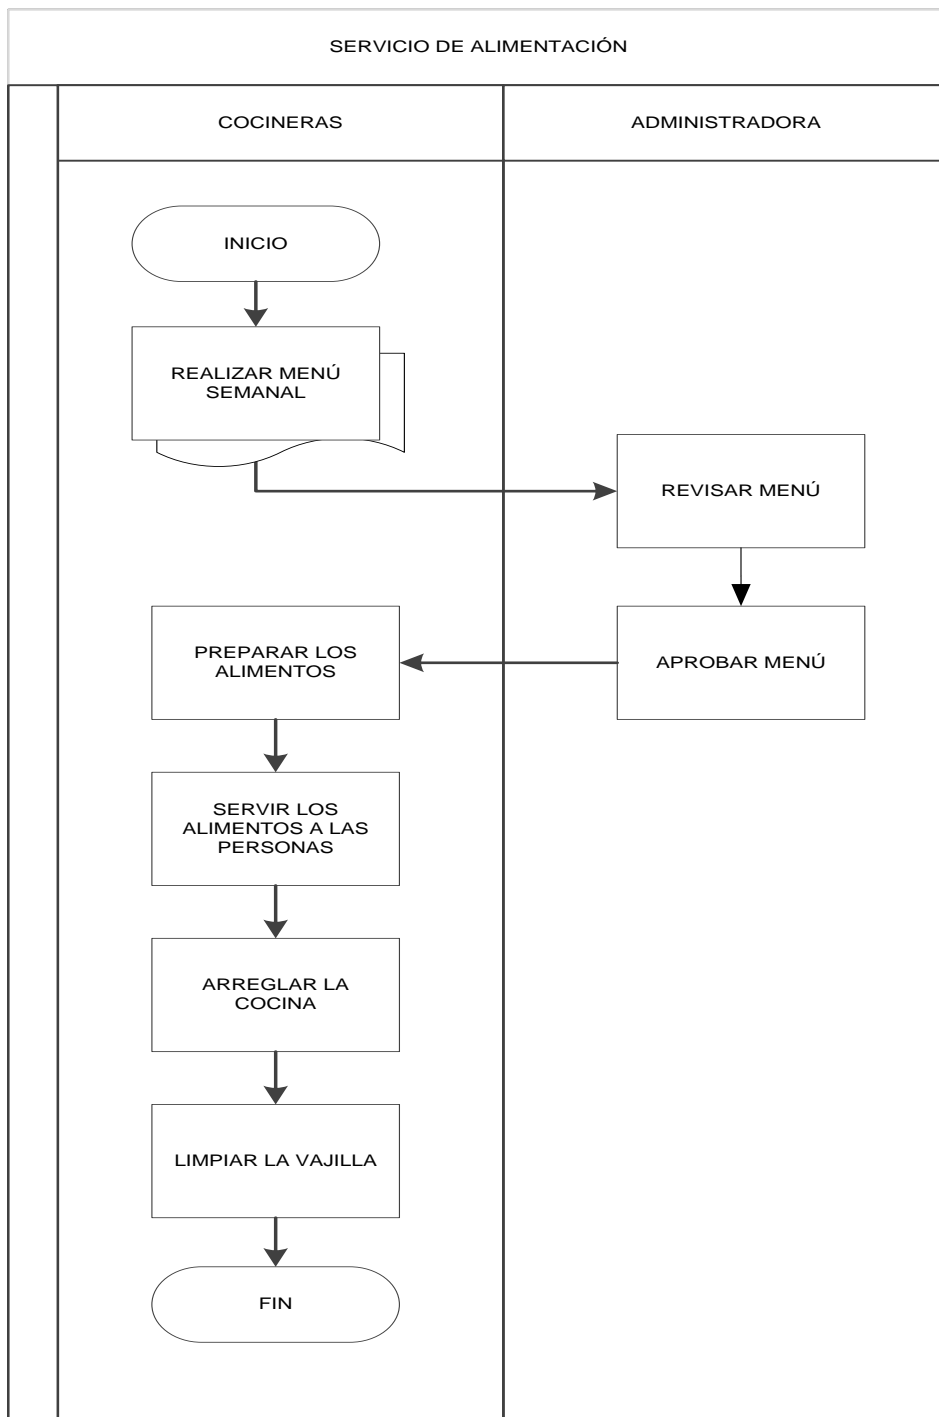 SERVICIO DE ALIMENTACIÓN
COCINERAS
ADMINISTRADORA
INICIO
REALIZAR MENÚ
SEMANAL
REVISAR MENÚ
APROBAR MENÚ
PREPARAR LOS
ALIMENTOS
SERVIR LOS
ALIMENTOS A LAS
PERSONAS
ARREGLAR LA
COCINA
LIMPIAR LA VAJILLA
FIN